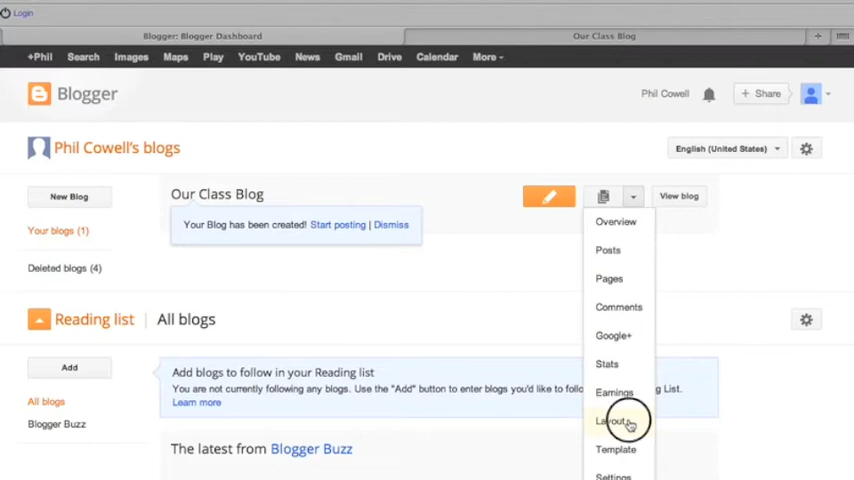 Login
Blogger: Blogger Dashboard
Our Class Blog
+Phil Search Images Maps Play YouTube News Gmail Drive Calendar More
Blogger
Phil Cowell
+ Share
Phil Cowell's blogs
English (United States)
New Blog
Our Class Blog
View blog
Your Blog has been created! Start posting | Dismiss
Your blogs (1)
Deleted blogs (4)
Overview
Posts
Pages
Comments
Google+
Stats
Earnings
Layout
Template
Settings
Reading list | All blogs
Add
Add blogs to follow in your Reading list
You are not currently following any blogs. Use the "Add" button to enter blogs you'd like to follo
g List.
Learn more
All blogs
Blogger Buzz
The latest from Blogger Buzz